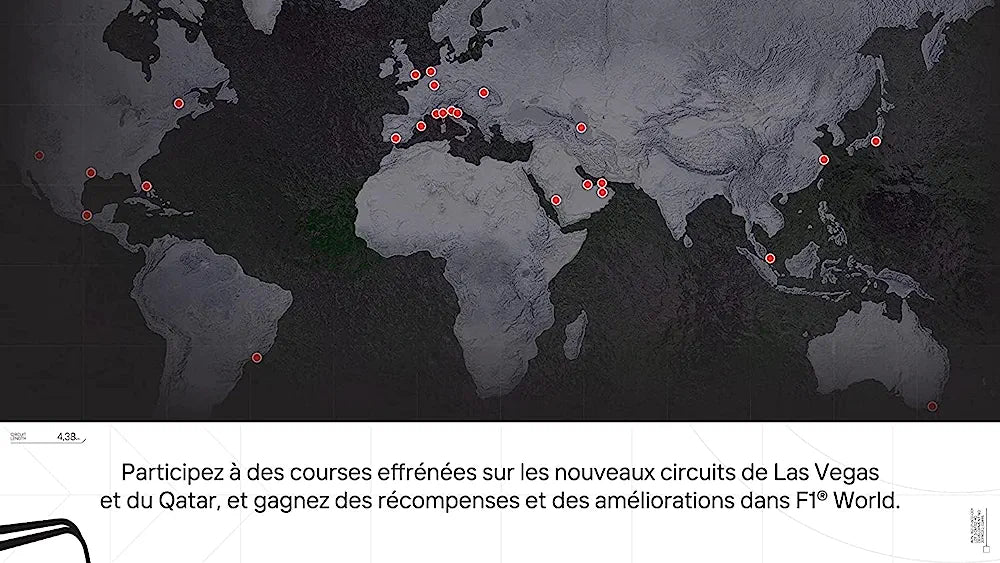 CIRCUIT
LENGTH
4,38
Participez à des courses effrénées sur les nouveaux circuits de Las Vegas
et du Qatar, et gagnez des récompenses et des améliorations dans F1® World.